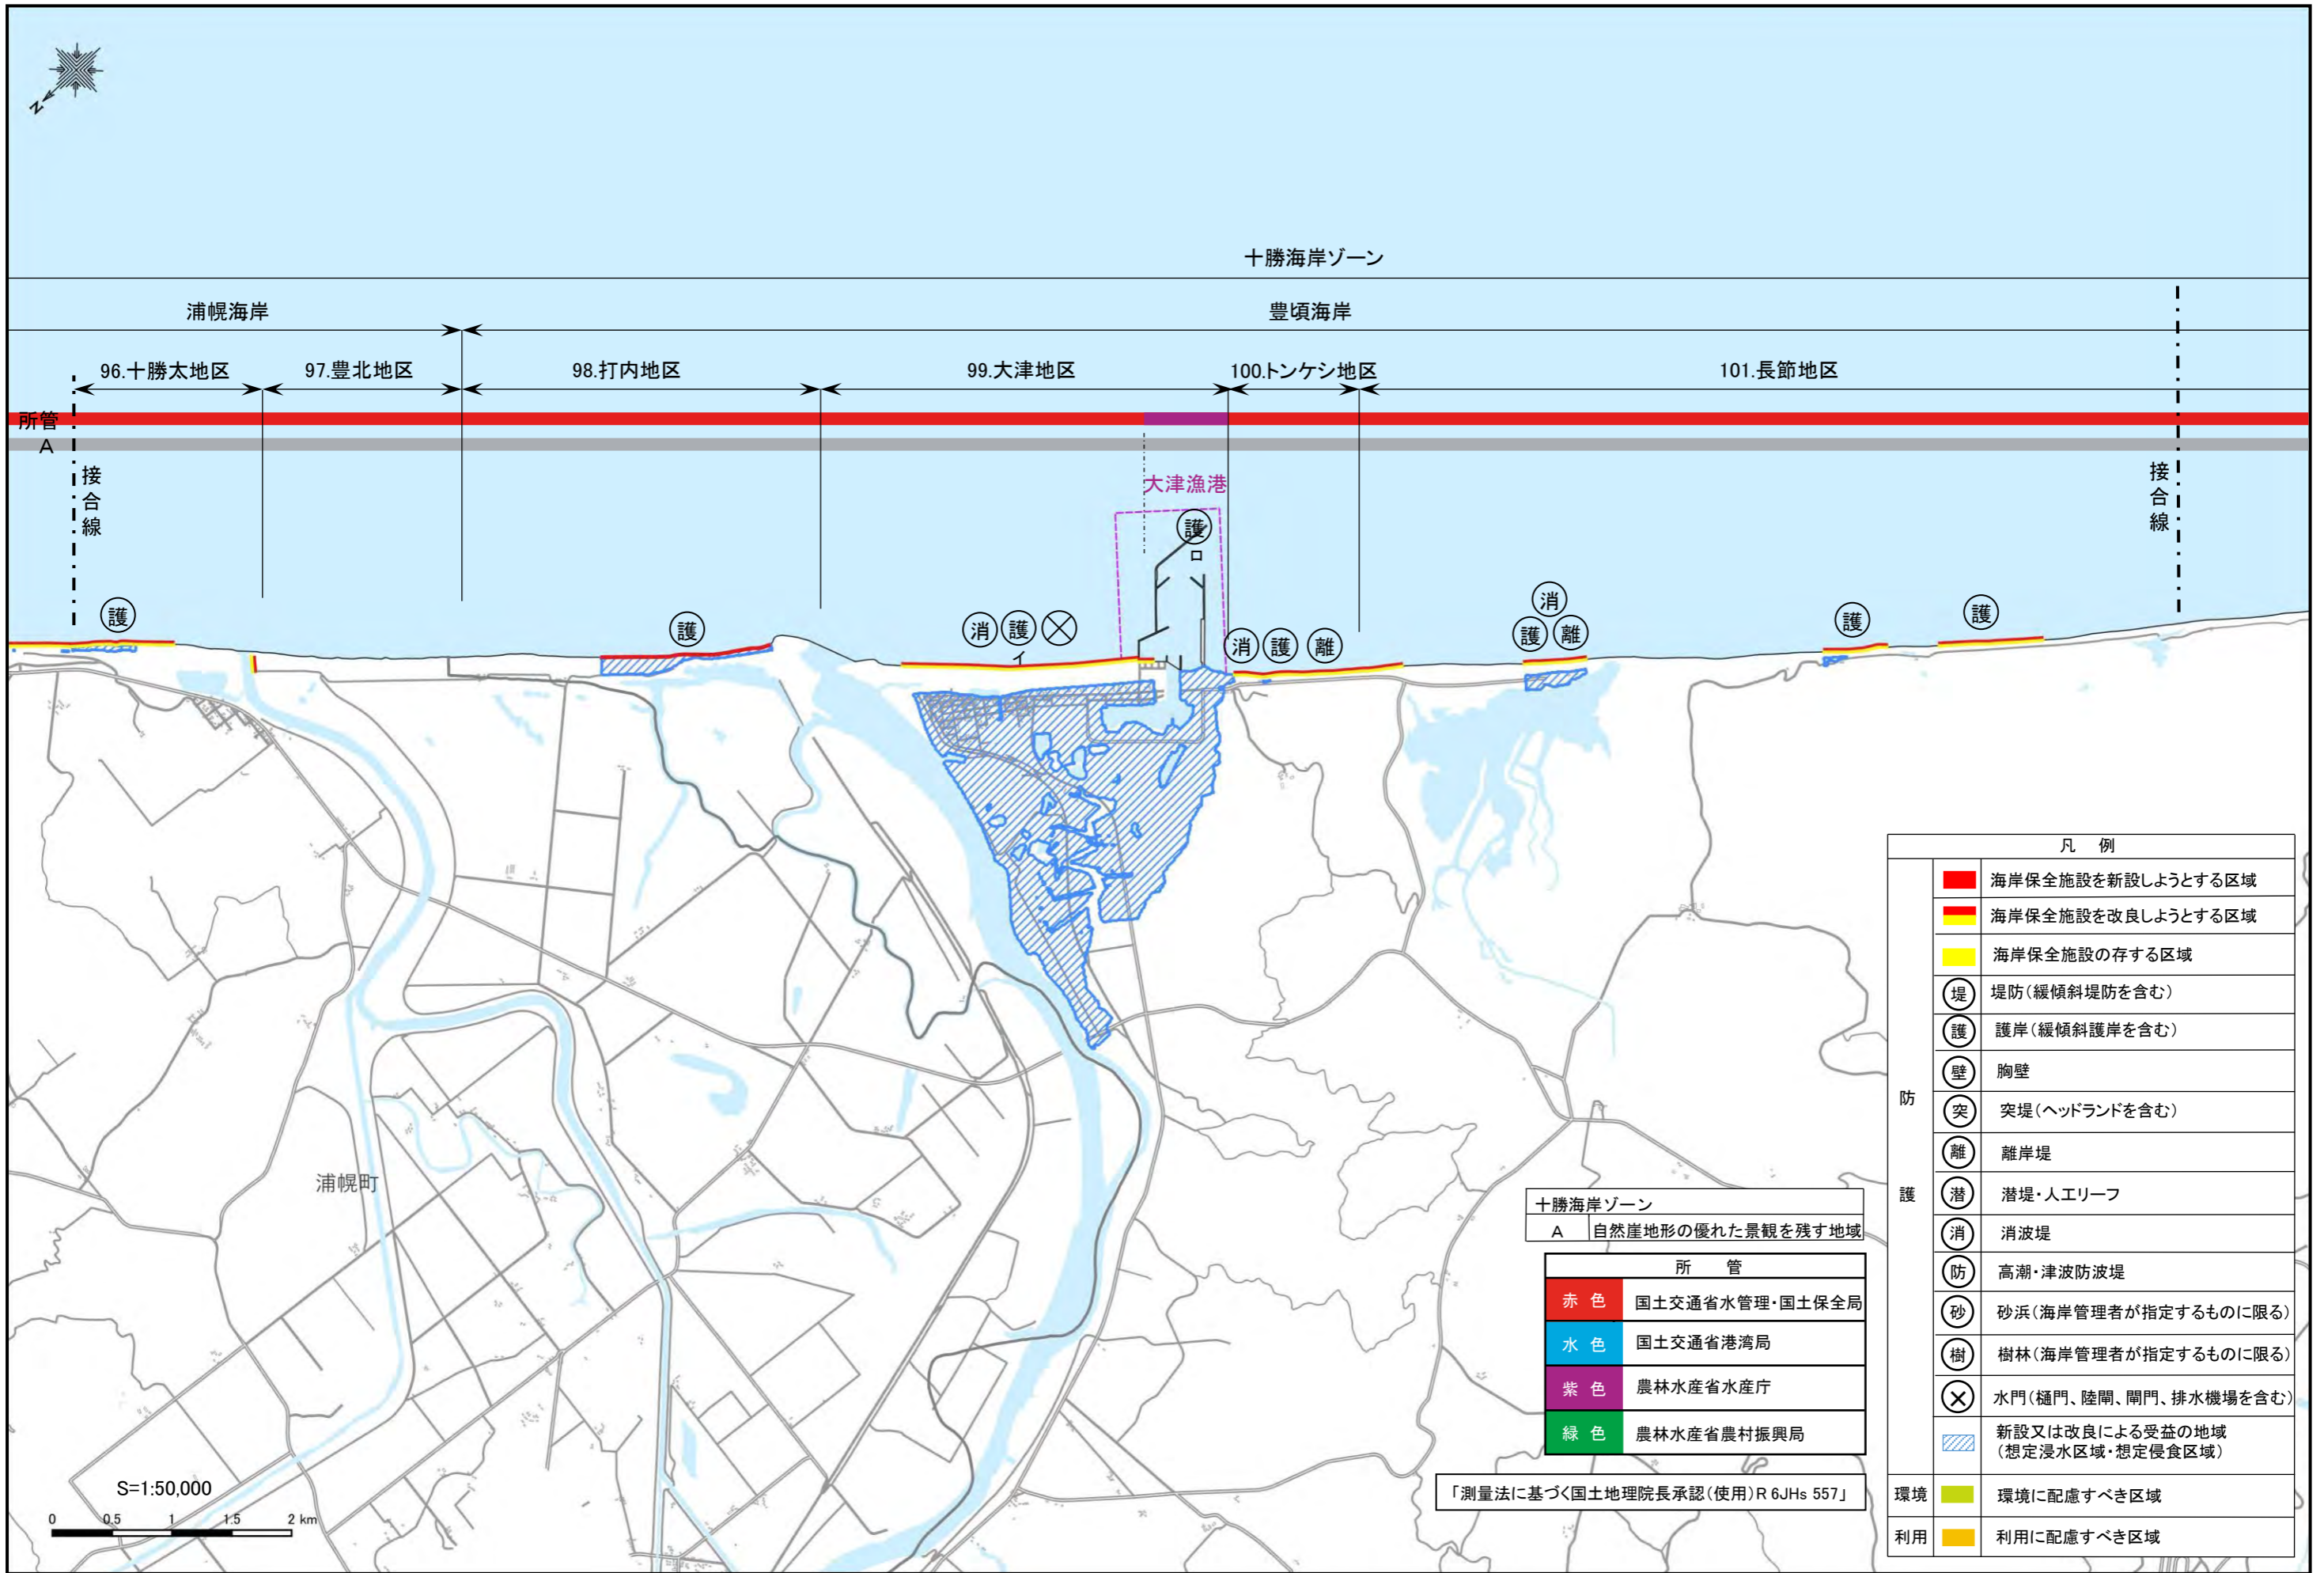 N
十勝海岸ゾーン
浦幌海岸
豊頃海岸
96.十勝太地区
97.豊北地区
98.打内地区
99.大津地区
100.トンケシ地区
101.長節地区
所管
A
接合線
接合線
大津漁港
護
ロ
護
護
消 護
イ
消 護 離
消
護 離
護
護
浦幌町
S=1:50,000
0 0.5 1 1.5 2 km
十勝海岸ゾーン
A 自然崖地形の優れた景観を残す地域
所 管
赤 色 国土交通省水管理・国土保全局
水 色 国土交通省港湾局
紫 色 農林水産省水産庁
緑 色 農林水産省農村振興局
「測量法に基づく国土地理院長承認(使用)R 6JHs 557」
凡 例
防 護
海岸保全施設を新設しようとする区域
海岸保全施設を改良しようとする区域
海岸保全施設の存する区域
堤 堤防(緩傾斜堤防を含む)
護 護岸(緩傾斜護岸を含む)
壁 胸壁
突 突堤(ヘッドランドを含む)
離 離岸堤
潜 潜堤・人工リーフ
消 消波堤
防 高潮・津波防波堤
砂 砂浜(海岸管理者が指定するものに限る)
樹 樹林(海岸管理者が指定するものに限る)
水門(樋門、陸閘、閘門、排水機場を含む)
新設又は改良による受益の地域
(想定浸水区域・想定侵食区域)
環境 環境に配慮すべき区域
利用 利用に配慮すべき区域